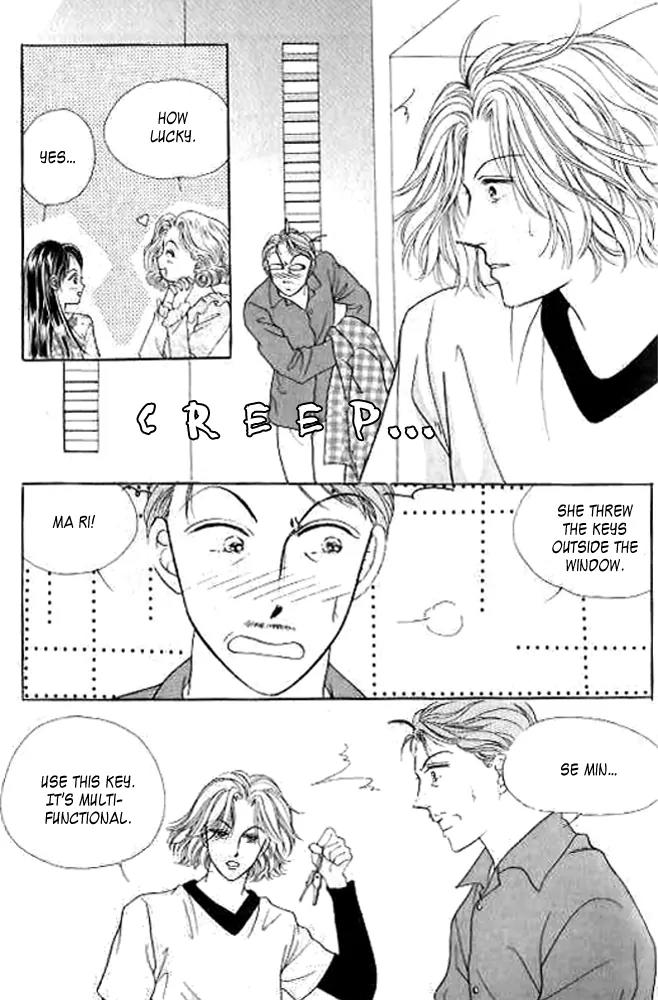 HOW
LUCKY.
YES...
CREEP...
MA RI!
SHE THREW
THE KEYS
OUTSIDE THE
WINDOW.
USE THIS KEY.
IT'S MULTI-
FUNCTIONAL.
SE MIN...